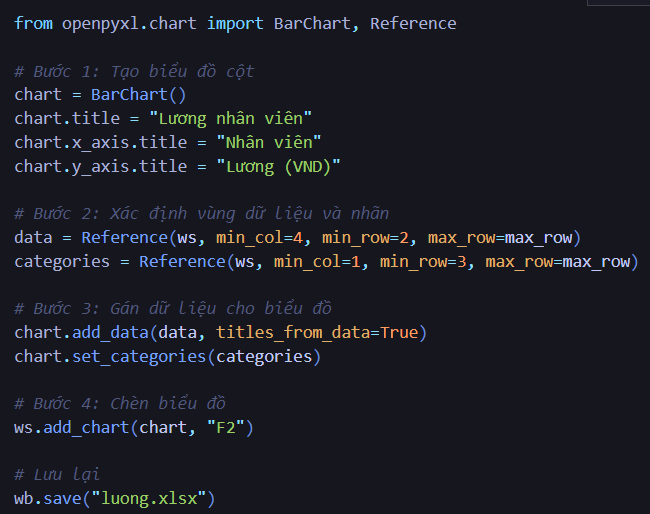 from openpyxl.chart import BarChart, Reference
# Bước 1: Tạo biểu đồ cột
chart = BarChart()
chart.title = "Lương nhân viên"
chart.x_axis.title = "Nhân viên"
chart.y_axis.title = "Lương (VND)"
# Bước 2: Xác định vùng dữ liệu và nhãn
data = Reference(ws, min_col=4, min_row=2, max_row=max_row)
categories = Reference(ws, min_col=1, min_row=3, max_row=max_row)
# Bước 3: Gán dữ liệu cho biểu đồ
chart.add_data(data, titles_from_data=True)
chart.set_categories(categories)
# Bước 4: Chèn biểu đồ
ws.add_chart(chart, "F2")
# Lưu lại
wb.save("luong.xlsx")